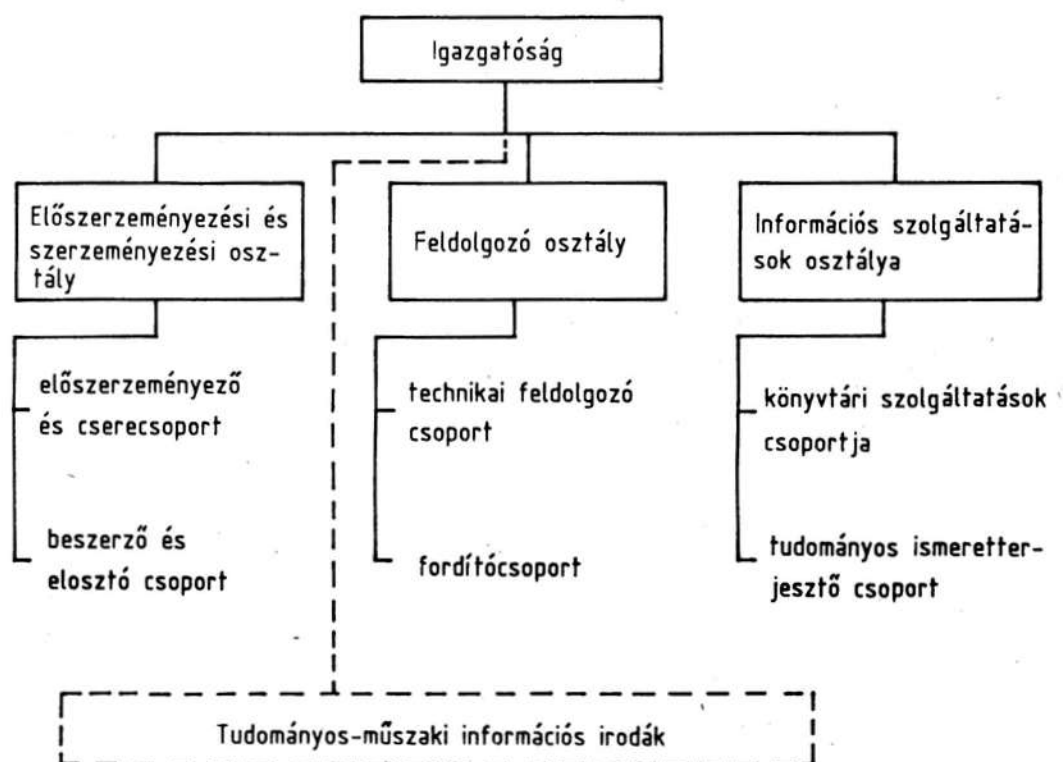 Igazgatóság
Előszerzeményezési és
szerzeményezési osz-
tály
Feldolgozó osztály
Információs szolgáltatá-
sok osztálya
előszerzeményező
és cserecsoport
beszerző és
elosztó csoport
technikai feldolgozó
csoport
fordítócsoport
könyvtári szolgáltatások
csoportja
tudományos ismeretter-
jesztő csoport
Tudományos-műszaki információs irodák